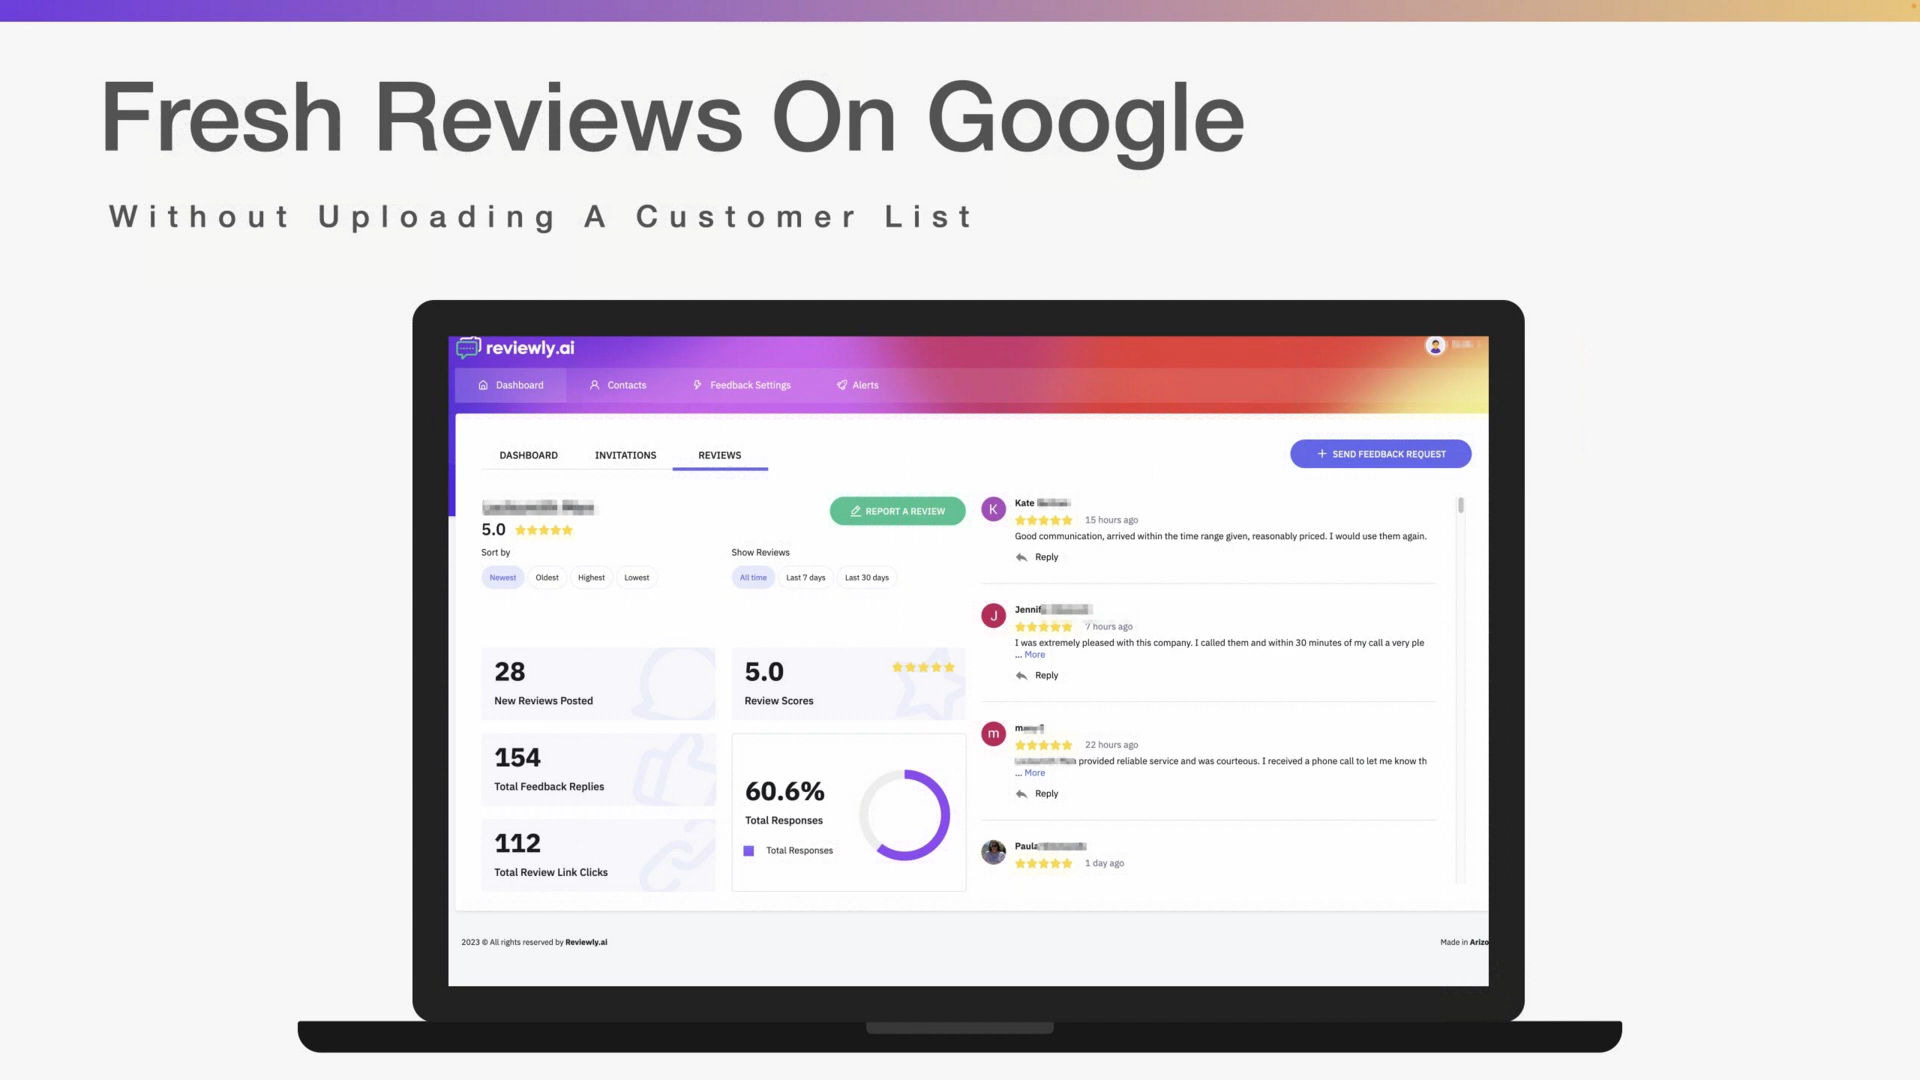 Fresh Reviews On Google
Without Uploading A Customer List
reviewly.ai
Dashboard
Contacts
Feedback Settings
Alerts
DASHBOARD
INVITATIONS
REVIEWS
+ SEND FEEDBACK REQUEST
5.0
REPORT A REVIEW
Sort by
Newest
Oldest
Highest
Lowest
Show Reviews
All time
Last 7 days
Last 30 days
28
New Reviews Posted
5.0
Review Scores
154
Total Feedback Replies
60.6%
Total Responses
Total Responses
112
Total Review Link Clicks
K
Kate
15 hours ago
Good communication, arrived within the time range given, reasonably priced. I would use them again.
Reply
J
Jennif
7 hours ago
I was extremely pleased with this company. I called them and within 30 minutes of my call a very ple
... More
Reply
m
m
22 hours ago
provided reliable service and was courteous. I received a phone call to let me know th
... More
Reply
Paula
1 day ago
2023 © All rights reserved by Reviewly.ai
Made in Arizo